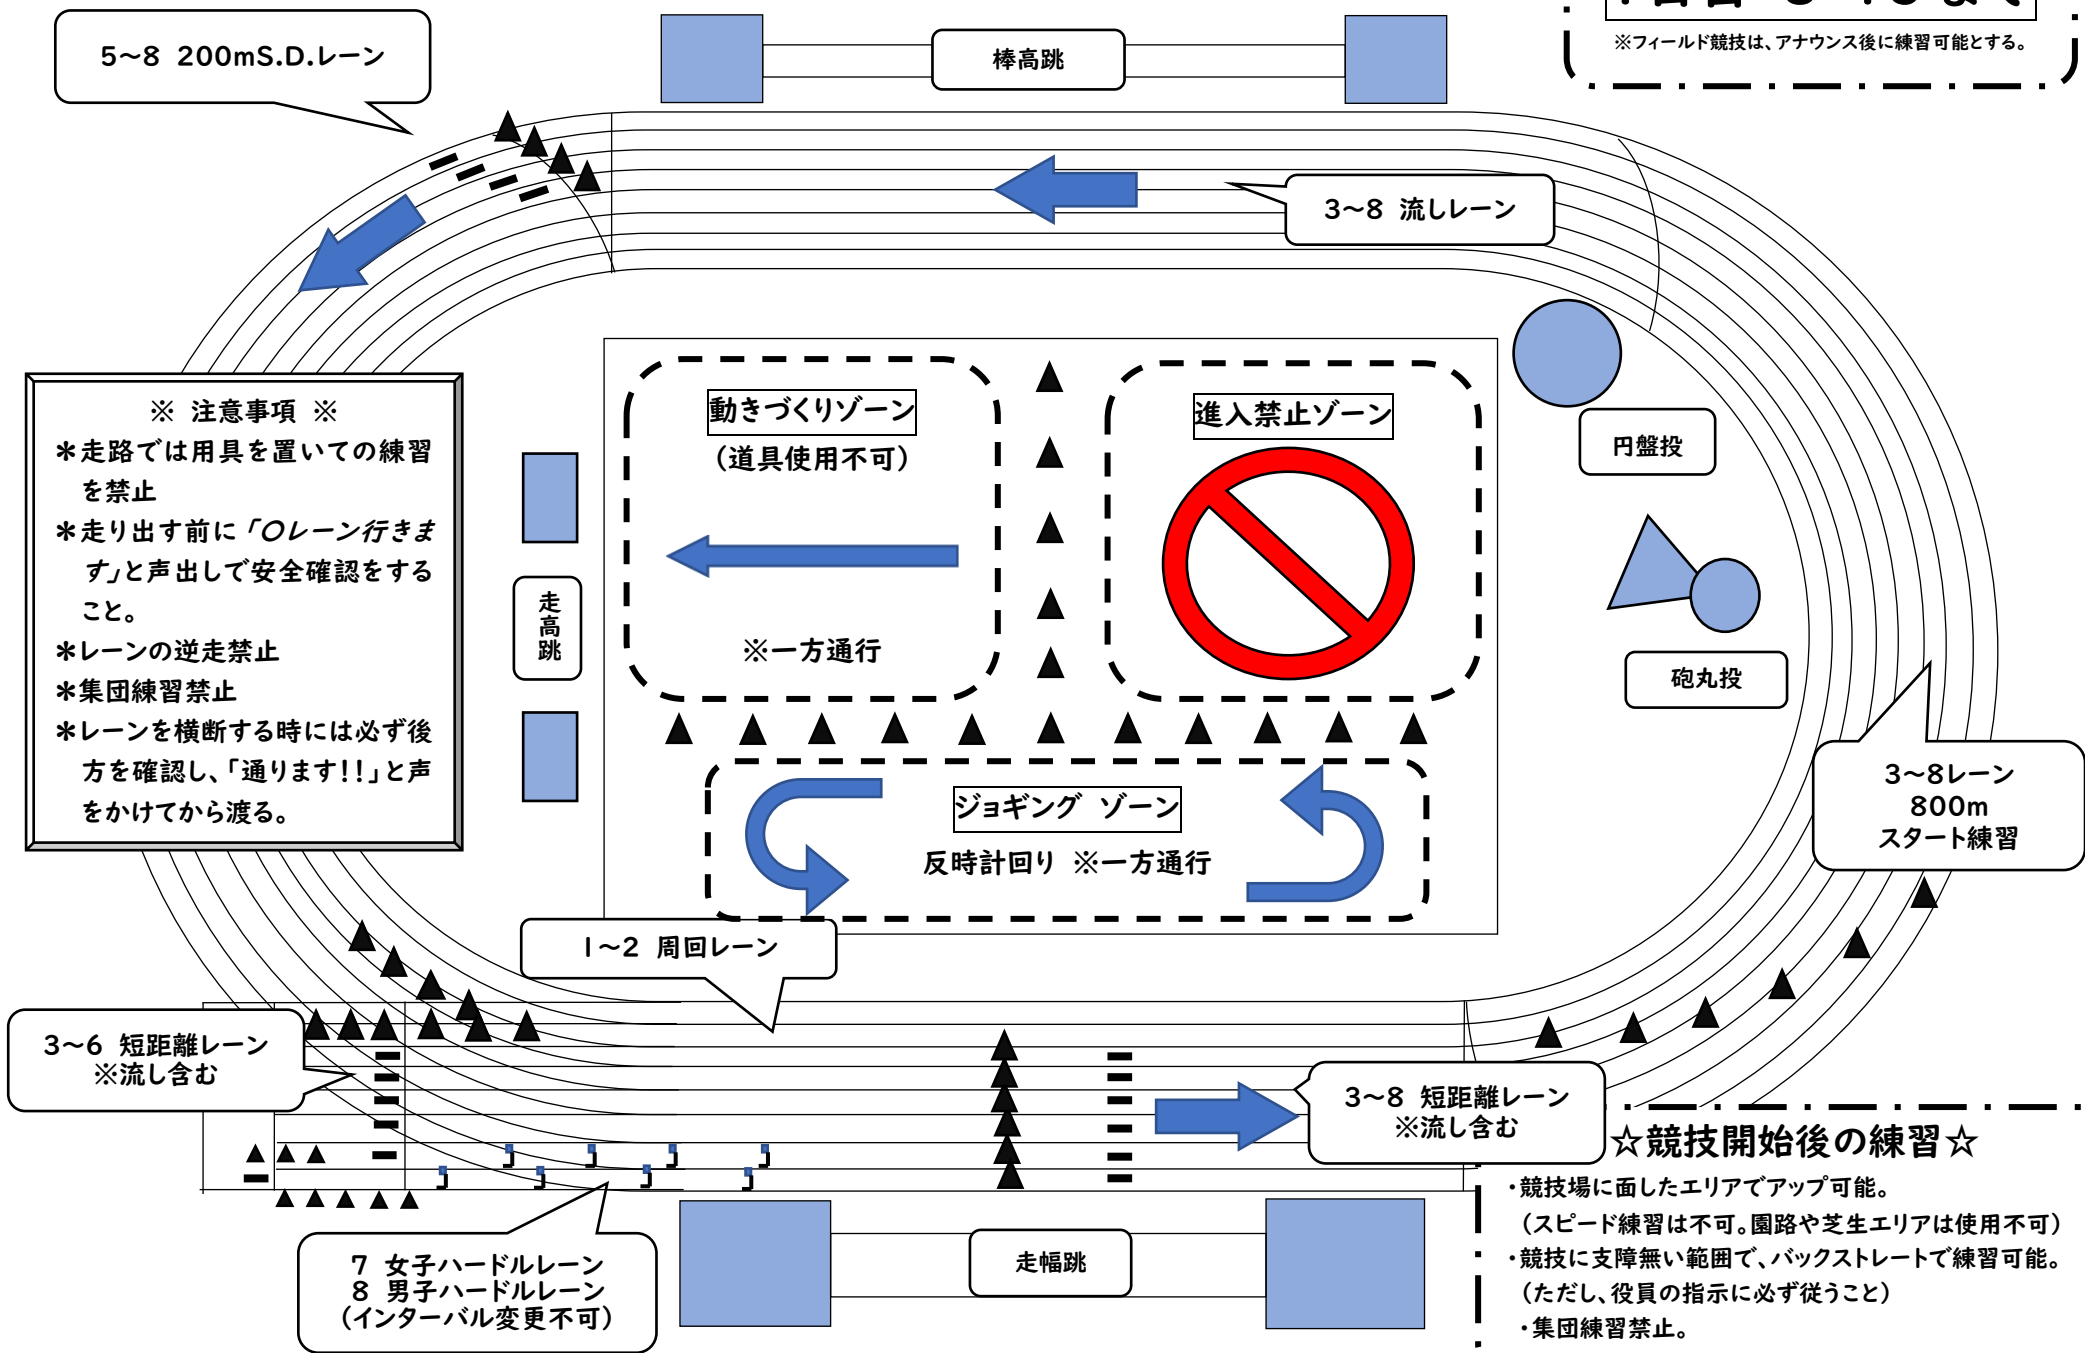 5～8 200mS.D.レーン
棒高跳
※フィールド競技は、アナウンス後に練習可能とする。
3～8 流しレーン
※ 注意事項 ※
＊走路では用具を置いての練習
を禁止
＊走り出す前に「〇レーン行きま
す」と声出しで安全確認をする
こと。
＊レーンの逆走禁止
＊集団練習禁止
＊レーンを横断する時には必ず後
方を確認し、「通ります！！」と声
をかけてから渡る。
走高跳
動きづくりゾーン
（道具使用不可）
※一方通行
進入禁止ゾーン
円盤投
砲丸投
3～8レーン
800m
スタート練習
ジョギング ゾーン
反時計回り ※一方通行
1～2 周回レーン
3～6 短距離レーン
※流し含む
3～8 短距離レーン
※流し含む
7 女子ハードルレーン
8 男子ハードルレーン
（インターバル変更不可）
走幅跳
☆競技開始後の練習☆
・競技場に面したエリアでアップ可能。
（スピード練習は不可。園路や芝生エリアは使用不可）
・競技に支障無い範囲で、バックストレートで練習可能。
（ただし、役員の指示に必ず従うこと）
・集団練習禁止。